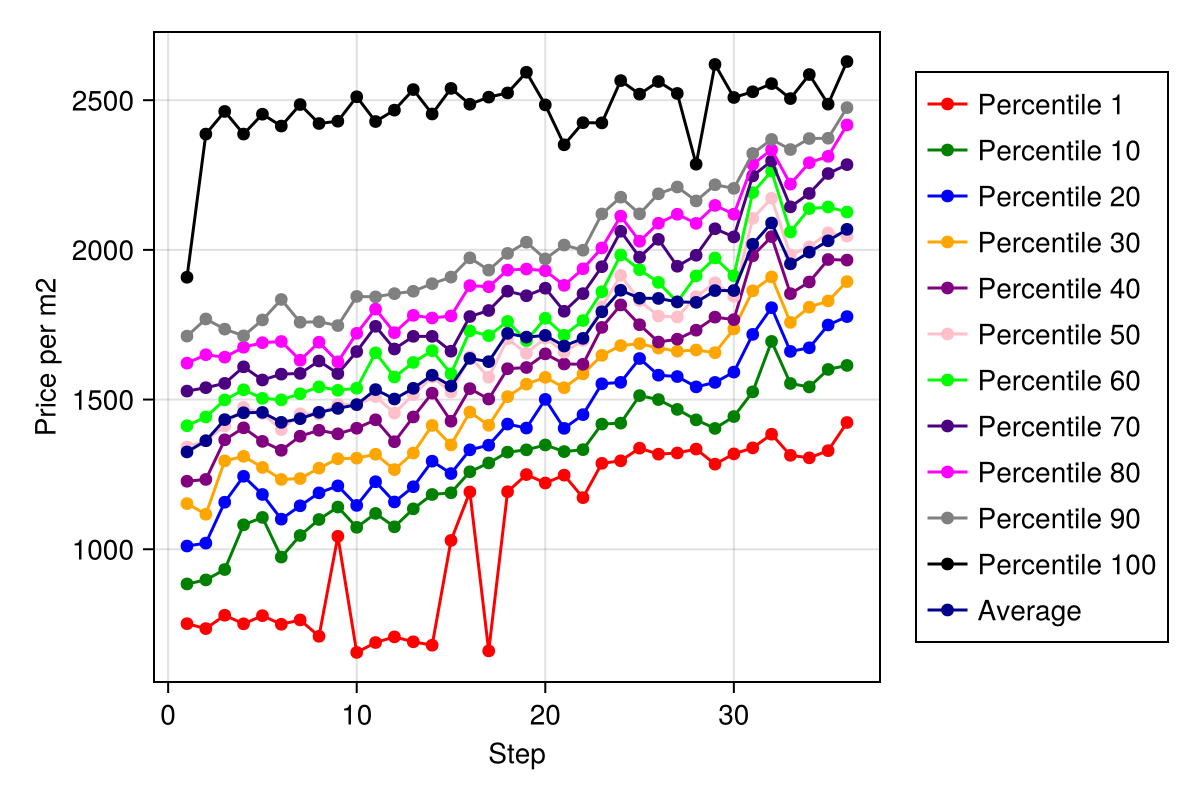 2500
2000
1500
1000
0
10
20
30
Price per m2
Step
Percentile 1
Percentile 10
Percentile 20
Percentile 30
Percentile 40
Percentile 50
Percentile 60
Percentile 70
Percentile 80
Percentile 90
Percentile 100
Average